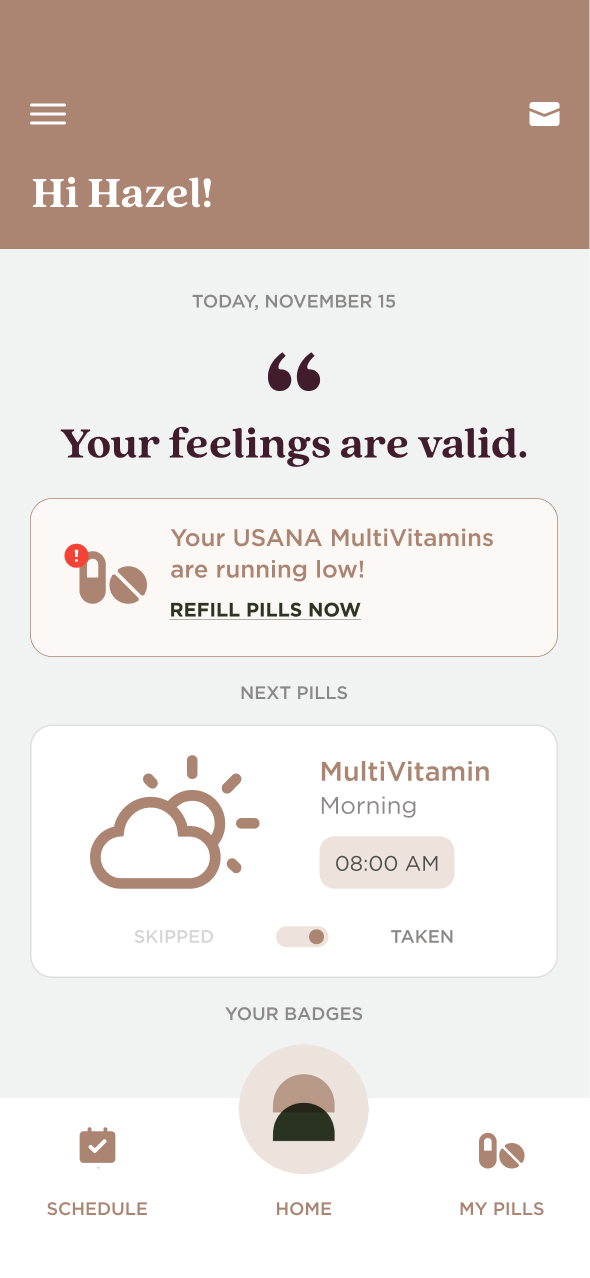 Hi Hazel!
TODAY, NOVEMBER 15
“
Your feelings are valid.
!
Your USANA MultiVitamins
are running low!
REFILL PILLS NOW
NEXT PILLS
MultiVitamin
Morning
08:00 AM
SKIPPED TAKEN
YOUR BADGES
SCHEDULE HOME MY PILLS